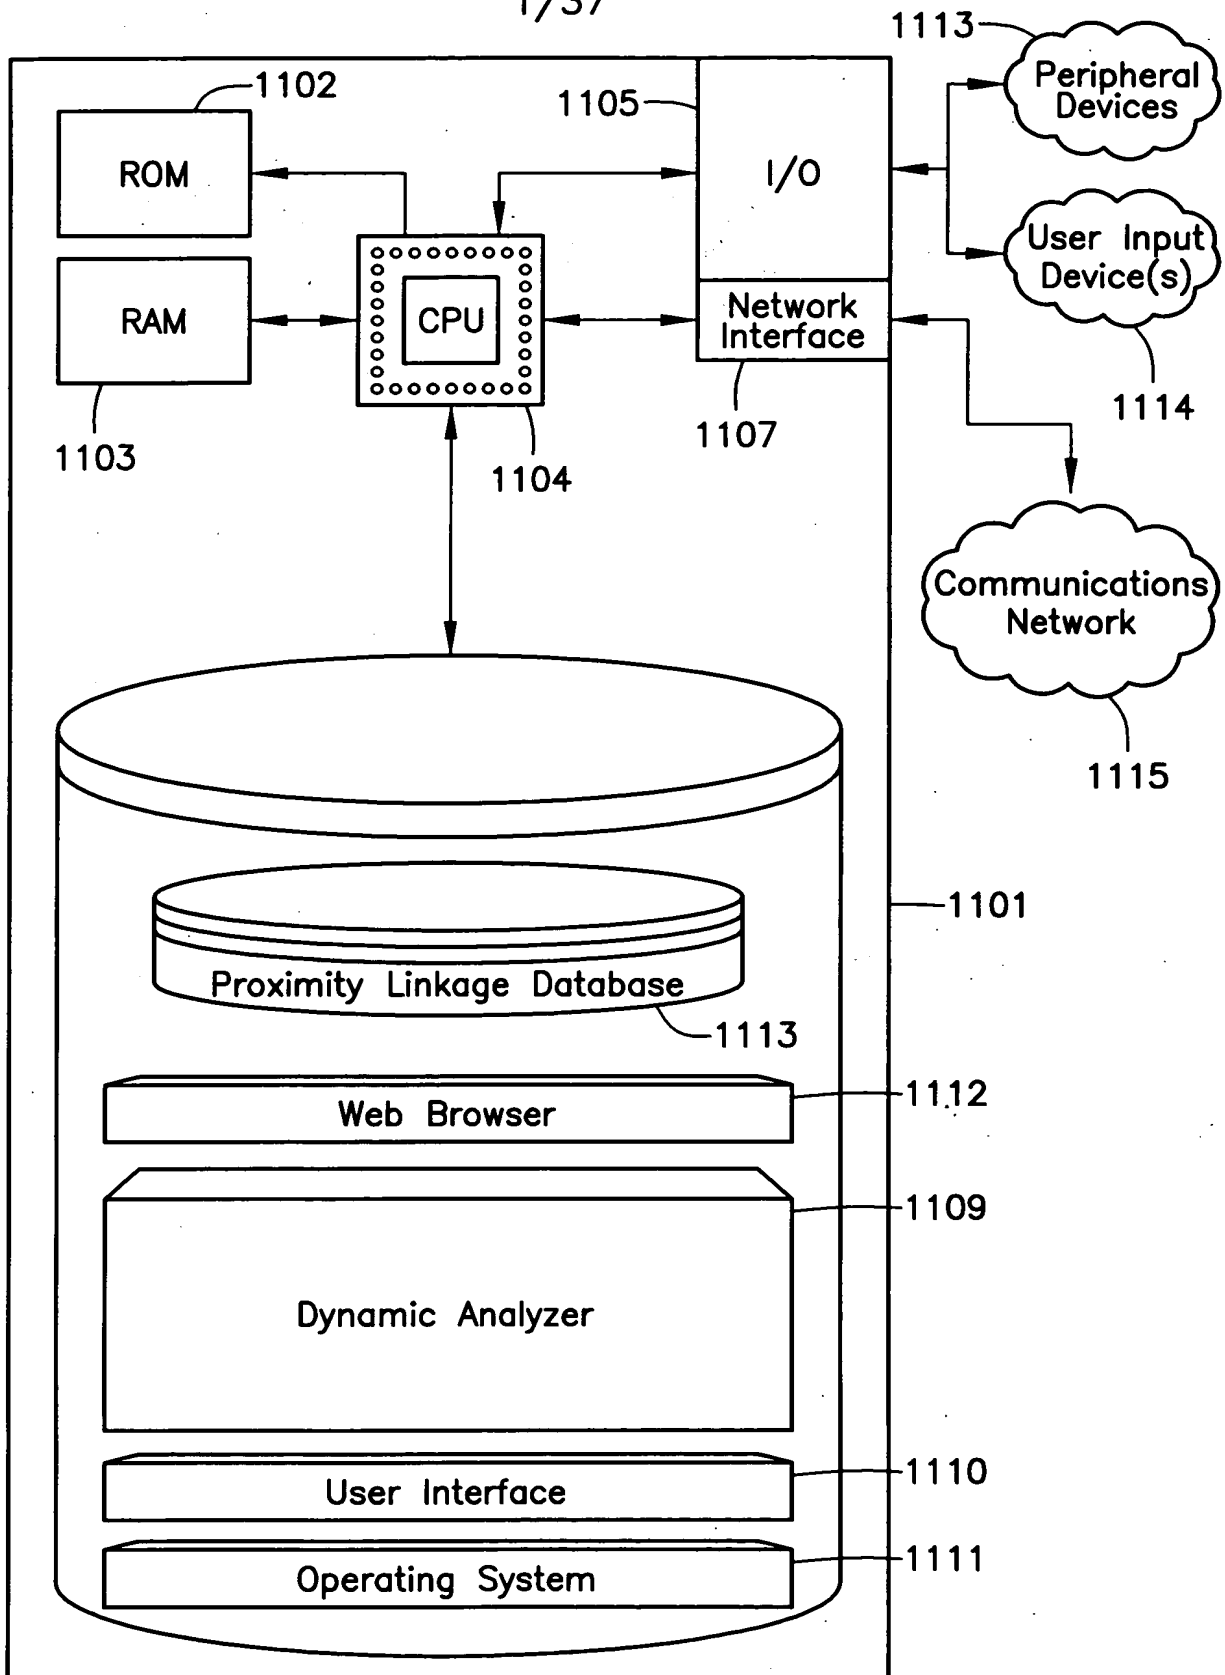 1/37
1113
Peripheral
Devices
1102
1105
ROM
I/O
User Input
Device(s)
1114
RAM
CPU
Network
Interface
1103
1104
1107
Communications
Network
1115
1101
Proximity Linkage Database
1113
Web Browser
1112
1109
Dynamic Analyzer
1110
User Interface
1111
Operating System